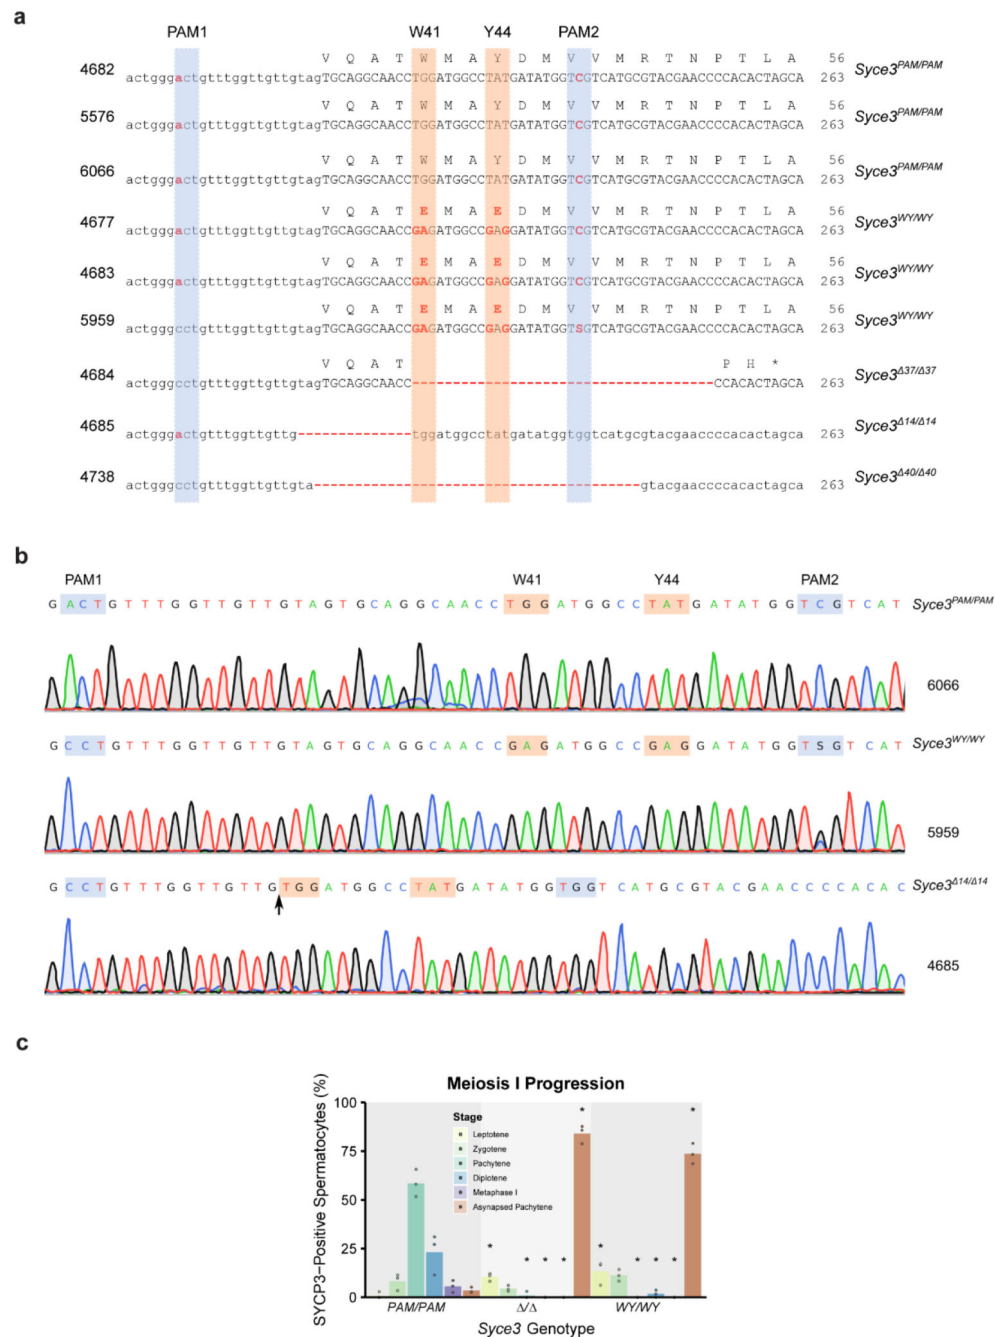 a
PAM1 W41 Y44 PAM2
V Q A T W M A Y D M V V M R T N P T L A 56
4682 actgggactgtttggttgttgtagTGCAGGCAACCTGGATGGCCTATGATATGGTCGTCATGCGTACGAACCCCACACTAGCA 263 Syce3PAM/PAM
V Q A T W M A Y D M V V M R T N P T L A 56
5576 actgggactgtttggttgttgtagTGCAGGCAACCTGGATGGCCTATGATATGGTCGTCATGCGTACGAACCCCACACTAGCA 263 Syce3PAM/PAM
V Q A T W M A Y D M V V M R T N P T L A 56
6066 actgggactgtttggttgttgtagTGCAGGCAACCTGGATGGCCTATGATATGGTCGTCATGCGTACGAACCCCACACTAGCA 263 Syce3PAM/PAM
V Q A T E M A E D M V V M R T N P T L A 56
4677 actgggactgtttggttgttgtagTGCAGGCAACCGAGATGGCCGAGGATATGGTCGTCATGCGTACGAACCCCACACTAGCA 263 Syce3WY/WY
V Q A T E M A E D M V V M R T N P T L A 56
4683 actgggactgtttggttgttgtagTGCAGGCAACCGAGATGGCCGAGGATATGGTCGTCATGCGTACGAACCCCACACTAGCA 263 Syce3WY/WY
V Q A T E M A E D M V V M R T N P T L A 56
5959 actgggcctgtttggttgttgtagTGCAGGCAACCGAGATGGCCGAGGATATGGTSGTCATGCGTACGAACCCCACACTAGCA 263 Syce3WY/WY
V Q A T P H *
4684 actgggcctgtttggttgttgtagTGCAGGCAACC-------------------------------------CCACACTAGCA 263 Syce3Δ37/Δ37
4685 actgggactgtttggttgttg--------------tggatggcctatgatatggtggtcatgcgtacgaaccccacactagca 263 Syce3Δ14/Δ14
4738 actgggcctgtttggttgttgta----------------------------------------gtacgaaccccacactagca 263 Syce3Δ40/Δ40
b
PAM1 W41 Y44 PAM2
G A C T G T T T G G T T G T T G T A G T G C A G G C A A C C T G G A T G G C C T A T G A T A T G G T C G T C A T Syce3PAM/PAM
6066
G C C T G T T T G G T T G T T G T A G T G C A G G C A A C C G A G A T G G C C G A G G A T A T G G T S G T C A T Syce3WY/WY
5959
G C C T G T T T G G T T G T T G T G G A T G G C C T A T G A T A T G G T G G T C A T G C G T A C G A A C C C C A C A C Syce3Δ14/Δ14
4685
c
Meiosis I Progression
SYCP3-Positive Spermatocytes (%)
100
75
50
25
0
Stage
Leptotene
Zygotene
Pachytene
Diplotene
Metaphase I
Asynapsed Pachytene
* * * * * * * * * *
PAM/PAM Δ/Δ WY/WY
Syce3 Genotype